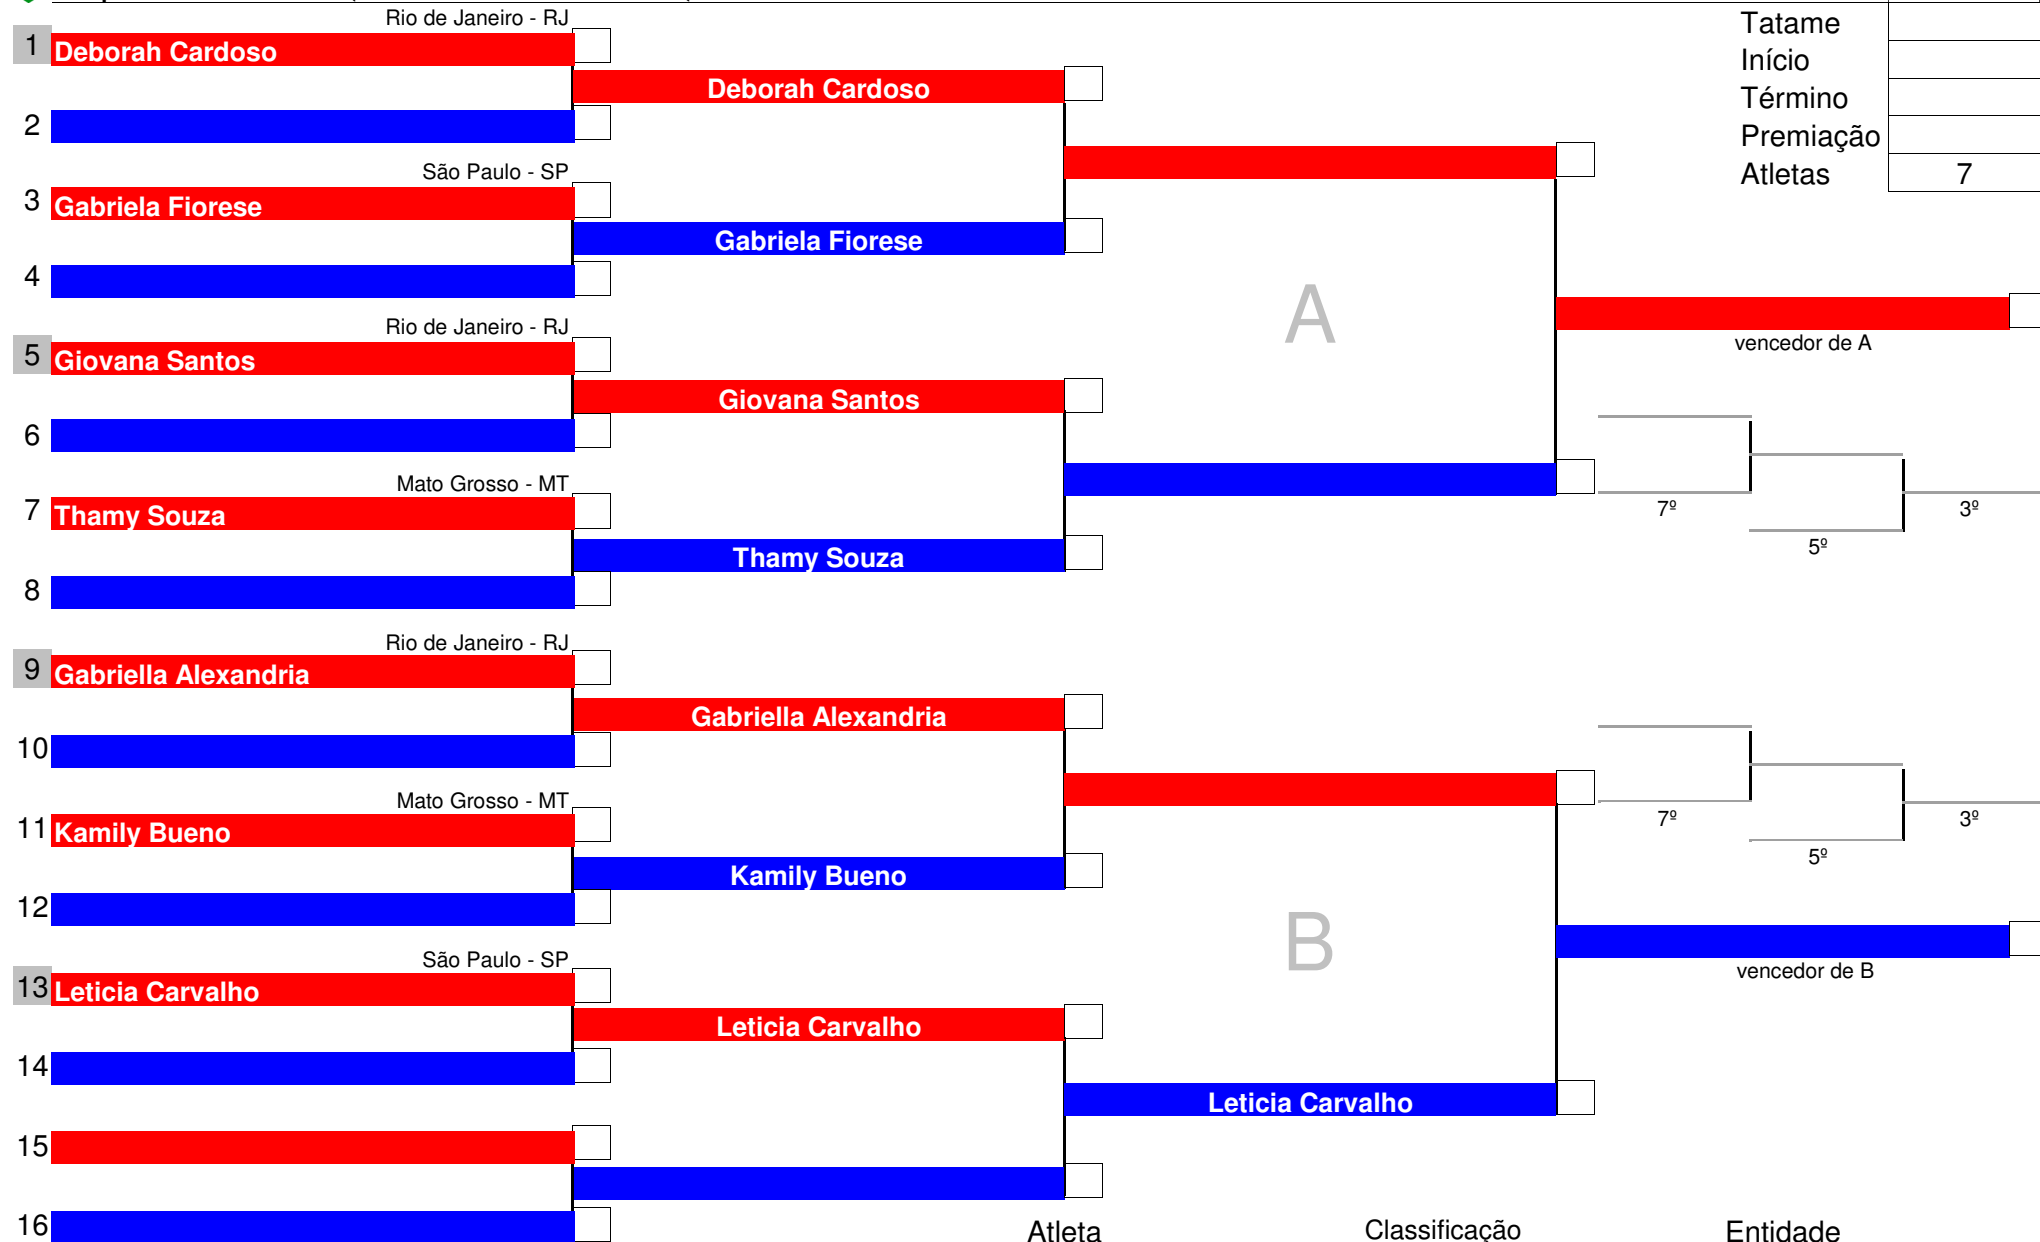 Rio de Janeiro - RJ
Tatame
1 Deborah Cardoso
Início
Deborah Cardoso
Término
2
Premiação
São Paulo - SP
Atletas 7
3 Gabriela Fiorese
Gabriela Fiorese
4
A
Rio de Janeiro - RJ
vencedor de A
5 Giovana Santos
Giovana Santos
6
Mato Grosso - MT
7 Thamy Souza
7º 3º
5º
Thamy Souza
8
Rio de Janeiro - RJ
9 Gabriella Alexandria
Gabriella Alexandria
10
Mato Grosso - MT
11 Kamily Bueno
7º 3º
5º
Kamily Bueno
12
B
São Paulo - SP
vencedor de B
13 Leticia Carvalho
Leticia Carvalho
14
Leticia Carvalho
15
16
Atleta Classificação Entidade